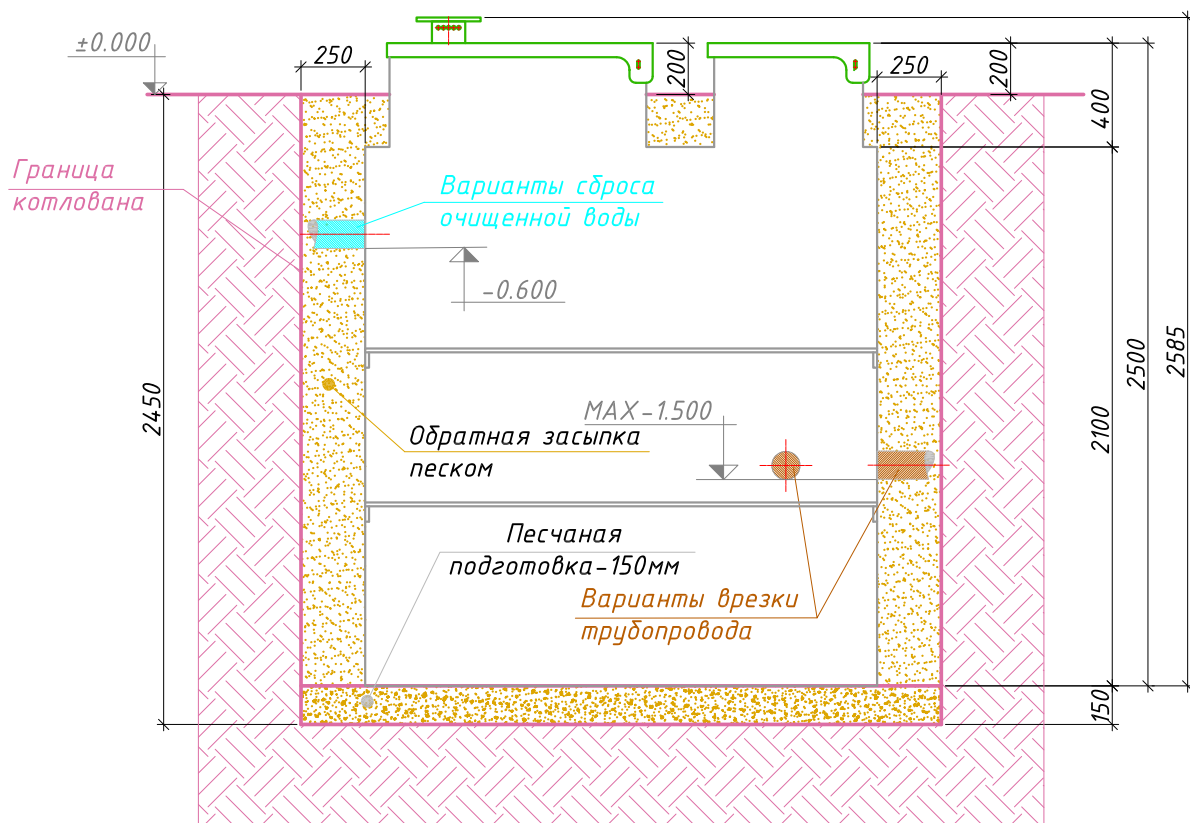 ±0.000
250
200
250
200
400
Граница
котлована
Варианты сброса
очищенной воды
-0.600
2585
2500
2450
MAX-1.500
2100
Обратная засыпка
песком
Песчаная
подготовка-150мм
Варианты врезки
трубопровода
150